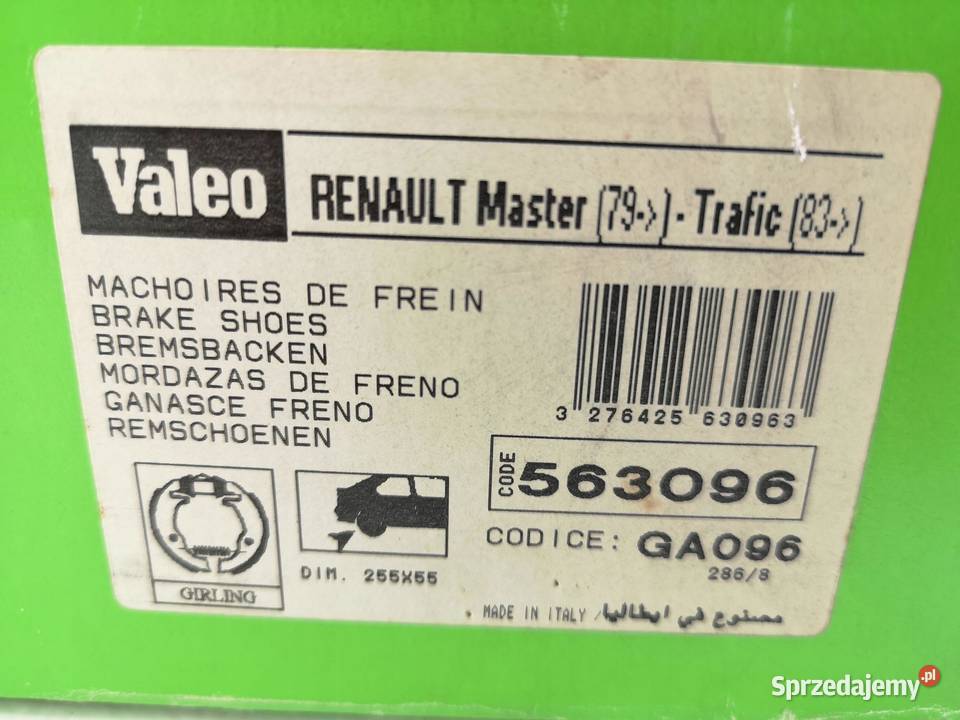 Valeo
RENAULT Master (79->) - Trafic (83->)
MACHOIRES DE FREIN
BRAKE SHOES
BREMSBACKEN
MORDAZAS DE FRENO
GANASCE FRENO
REMSCHOENEN
3 276425 630963
CODE 563096
CODICE: GA096
286/8
GIRLING
DIM. 255X55
MADE IN ITALY / مصنوع في ايطاليا
Sprzedajemy.pl